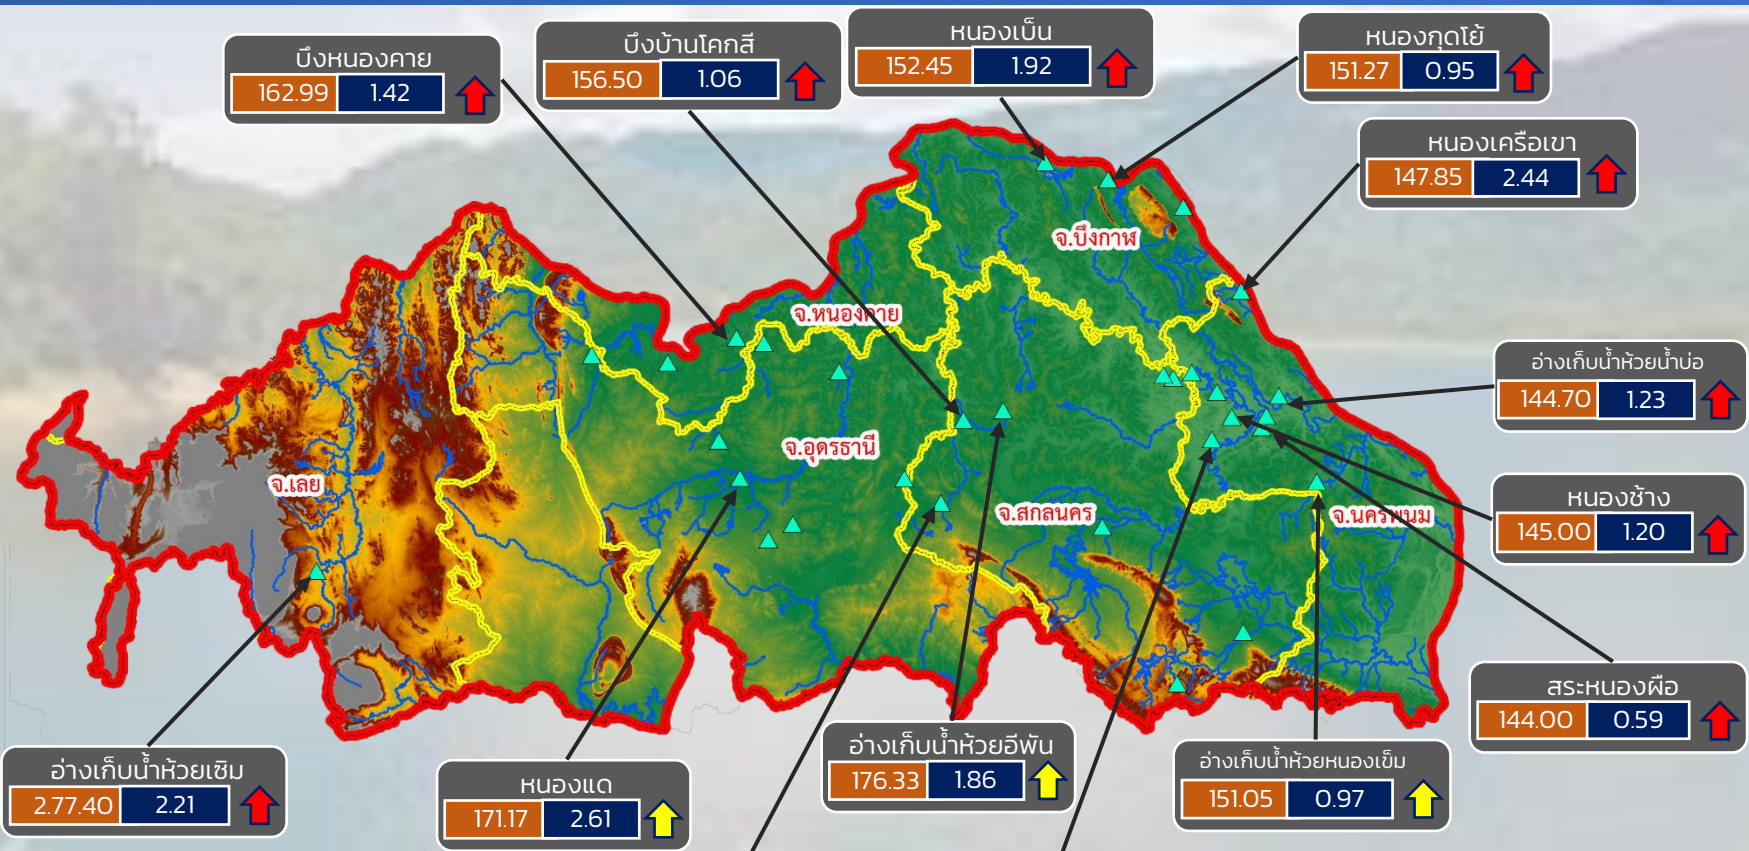 บึงหนองคาย
162.99 1.42
บึงบ้านโคกสี
156.50 1.06
หนองเบ็น
152.45 1.92
หนองกุดโย้
151.27 0.95
หนองเครือเขา
147.85 2.44
จ.บึงกาฬ
จ.หนองคาย
อ่างเก็บน้ำห้วยน้ำบ่อ
144.70 1.23
จ.อุดรธานี
จ.เลย
จ.สกลนคร
จ.นครพนม
หนองช้าง
145.00 1.20
สระหนองผือ
144.00 0.59
อ่างเก็บน้ำห้วยเซิม
2.77.40 2.21
หนองแด
171.17 2.61
อ่างเก็บน้ำห้วยอีพัน
176.33 1.86
อ่างเก็บน้ำห้วยหนองเข็ม
151.05 0.97